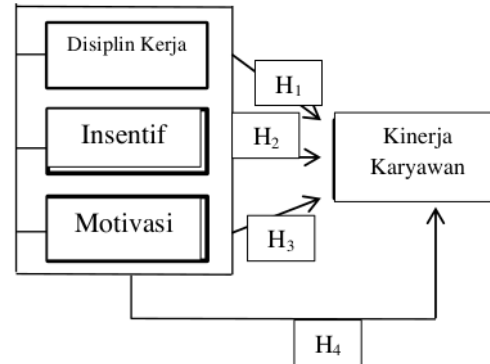 Disiplin Kerja
H₁
Insentif
H₂
Kinerja
Karyawan
Motivasi
H₃
H₄